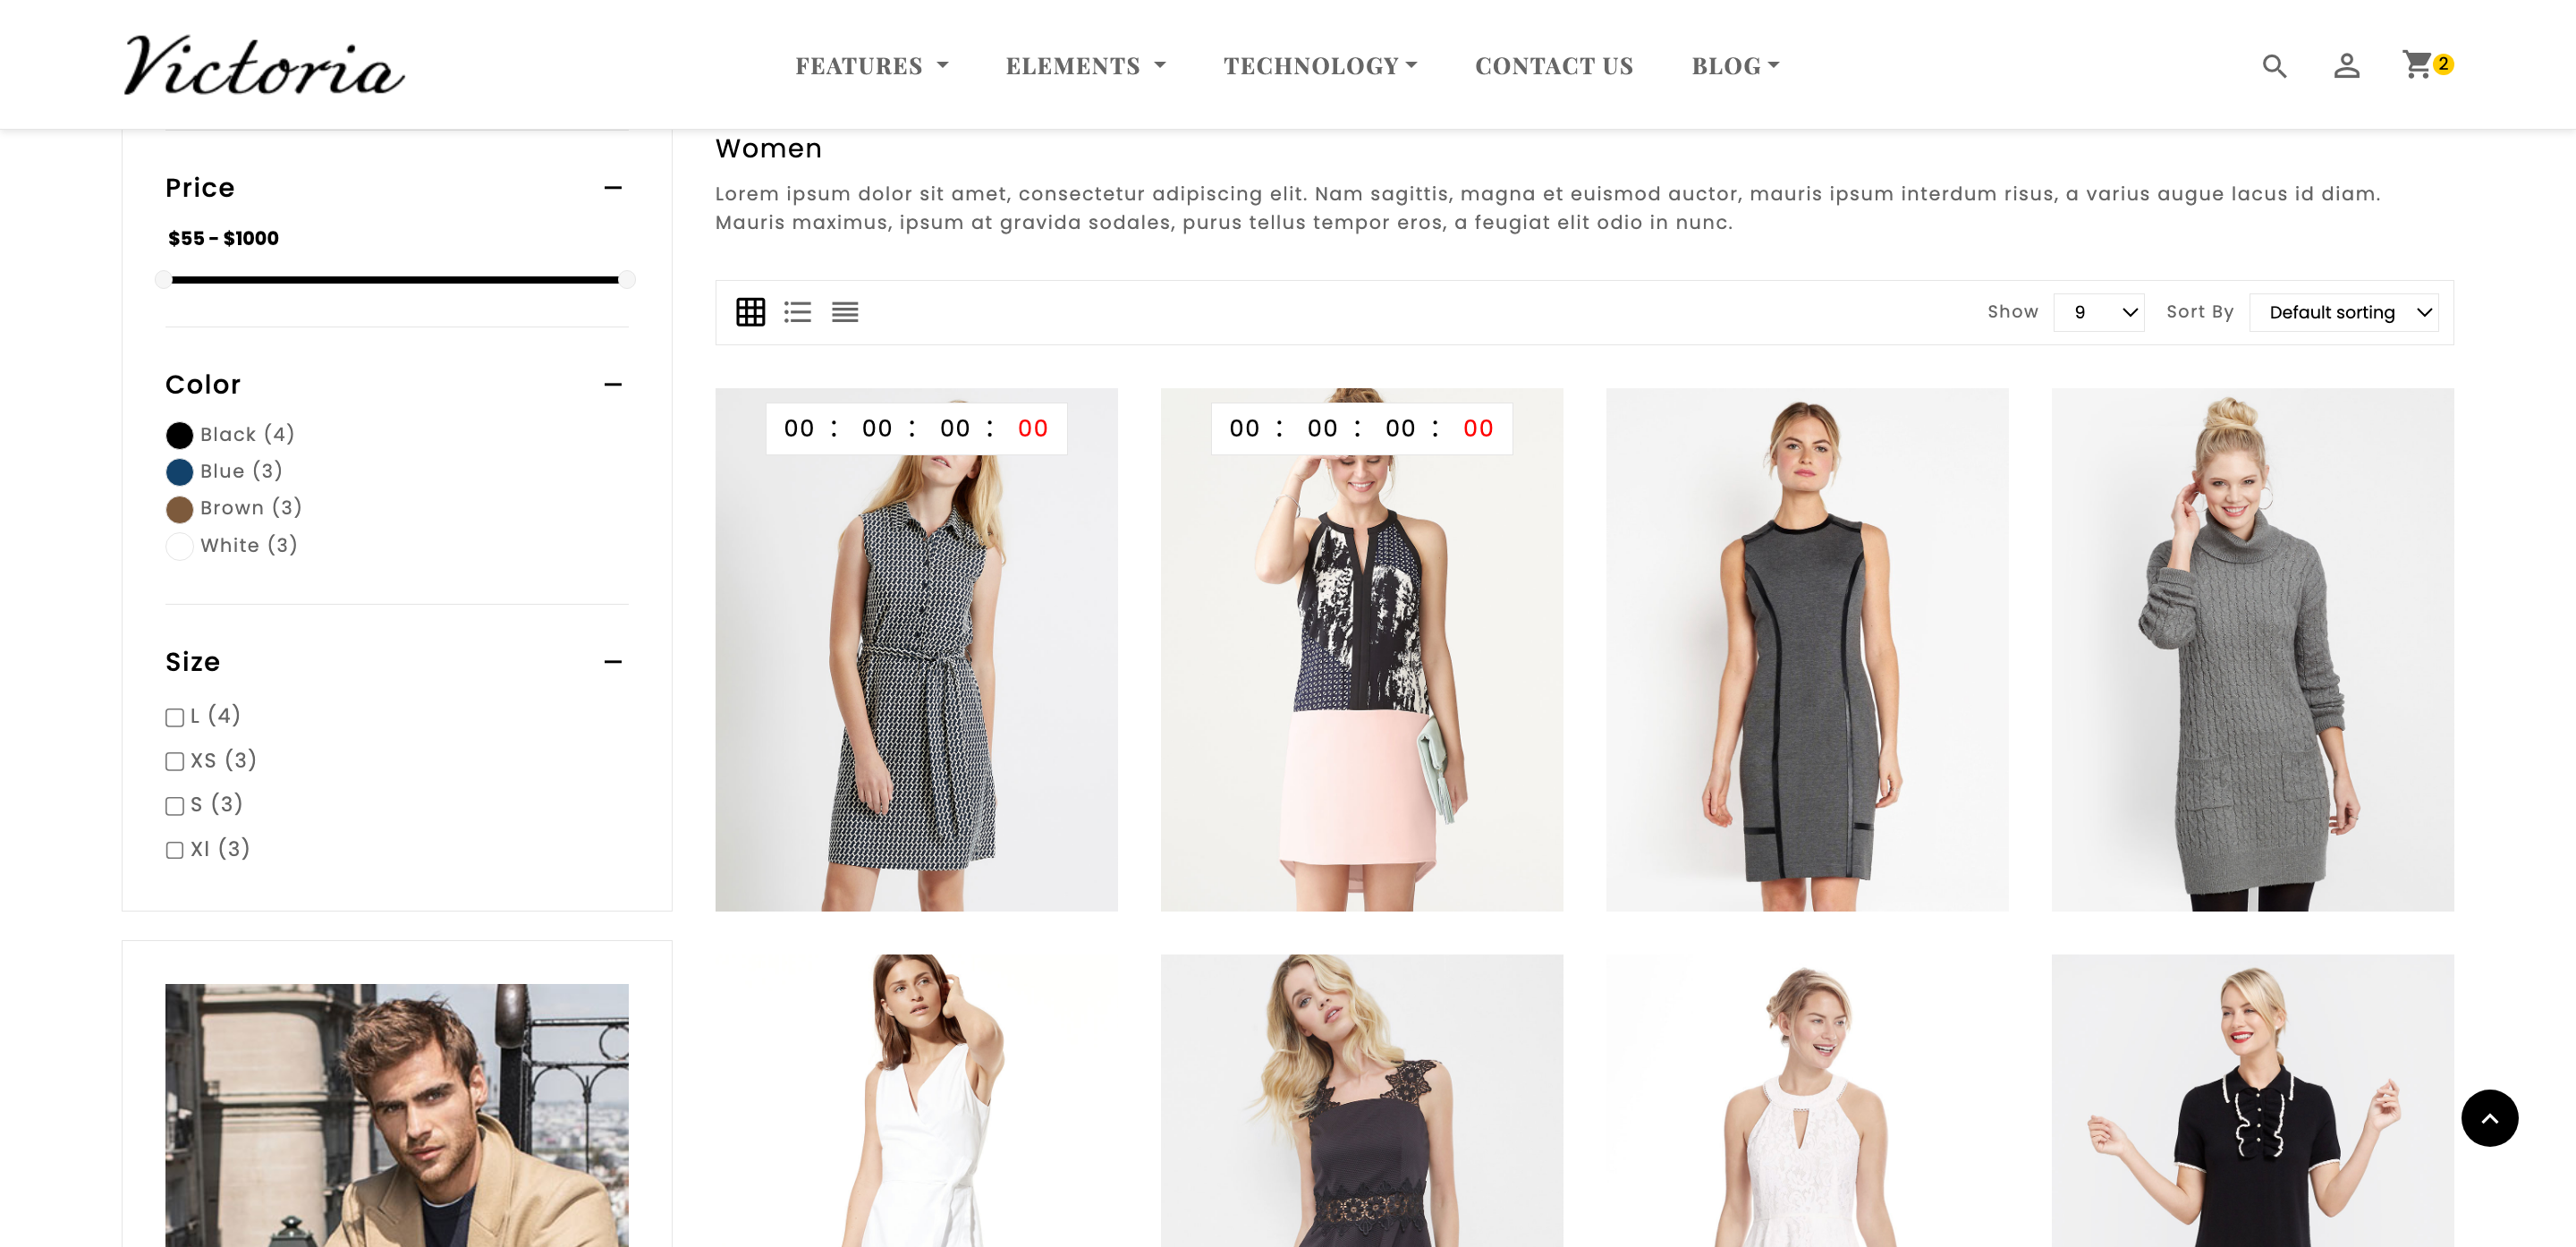 Victoria
FEATURES
ELEMENTS
TECHNOLOGY
CONTACT US
BLOG
2
Price
$55 - $1000
Color
Black (4)
Blue (3)
Brown (3)
White (3)
Size
L (4)
XS (3)
S (3)
Xl (3)
Women
Lorem ipsum dolor sit amet, consectetur adipiscing elit. Nam sagittis, magna et euismod auctor, mauris ipsum interdum risus, a varius augue lacus id diam.
Mauris maximus, ipsum at gravida sodales, purus tellus tempor eros, a feugiat elit odio in nunc.
Show 9 Sort By Default sorting
00 : 00 : 00 : 00
00 : 00 : 00 : 00